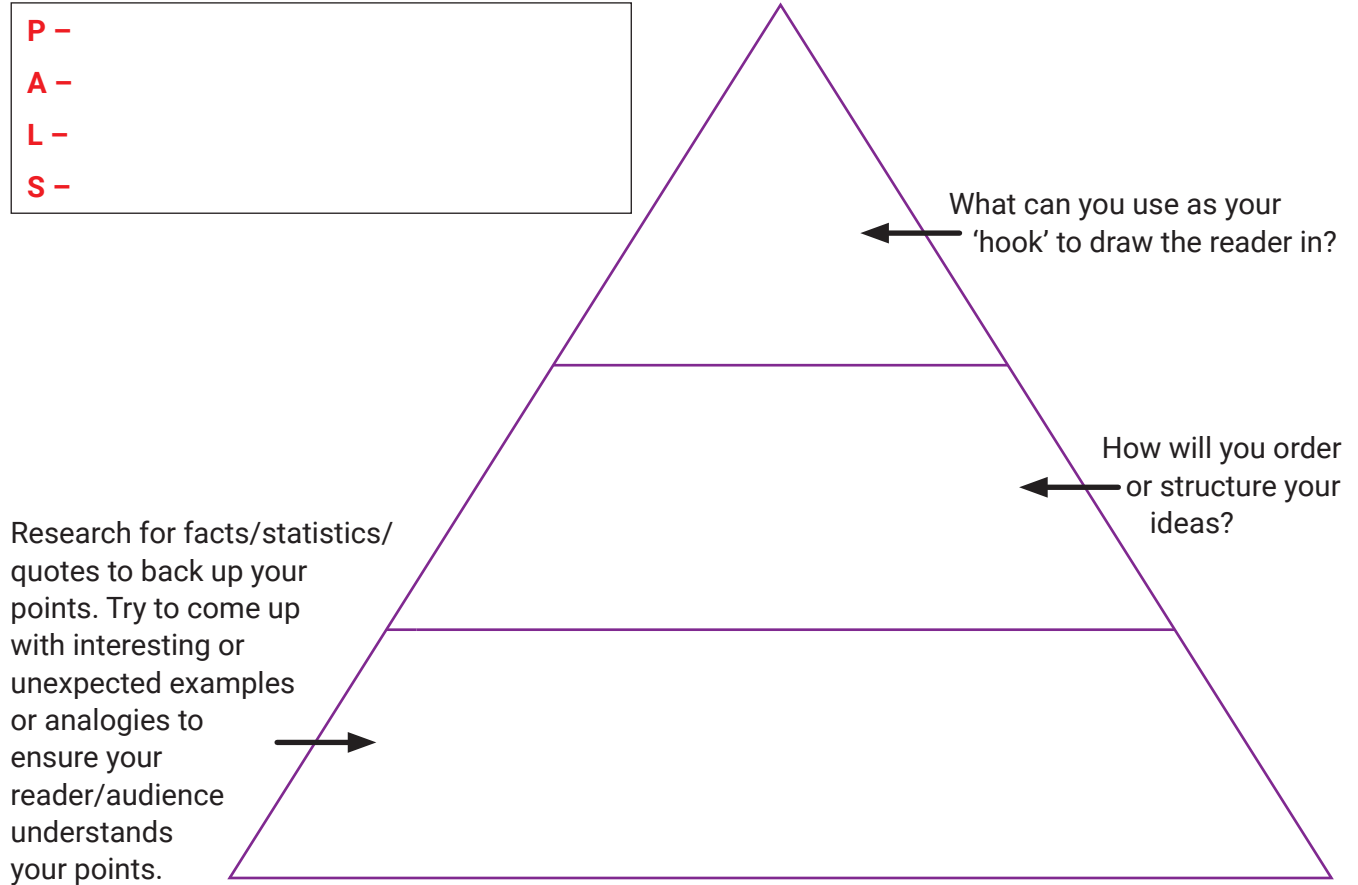 P –
A –
L –
S –
What can you use as your
‘hook’ to draw the reader in?
How will you order
or structure your
ideas?
Research for facts/statistics/
quotes to back up your
points. Try to come up
with interesting or
unexpected examples
or analogies to
ensure your
reader/audience
understands
your points.